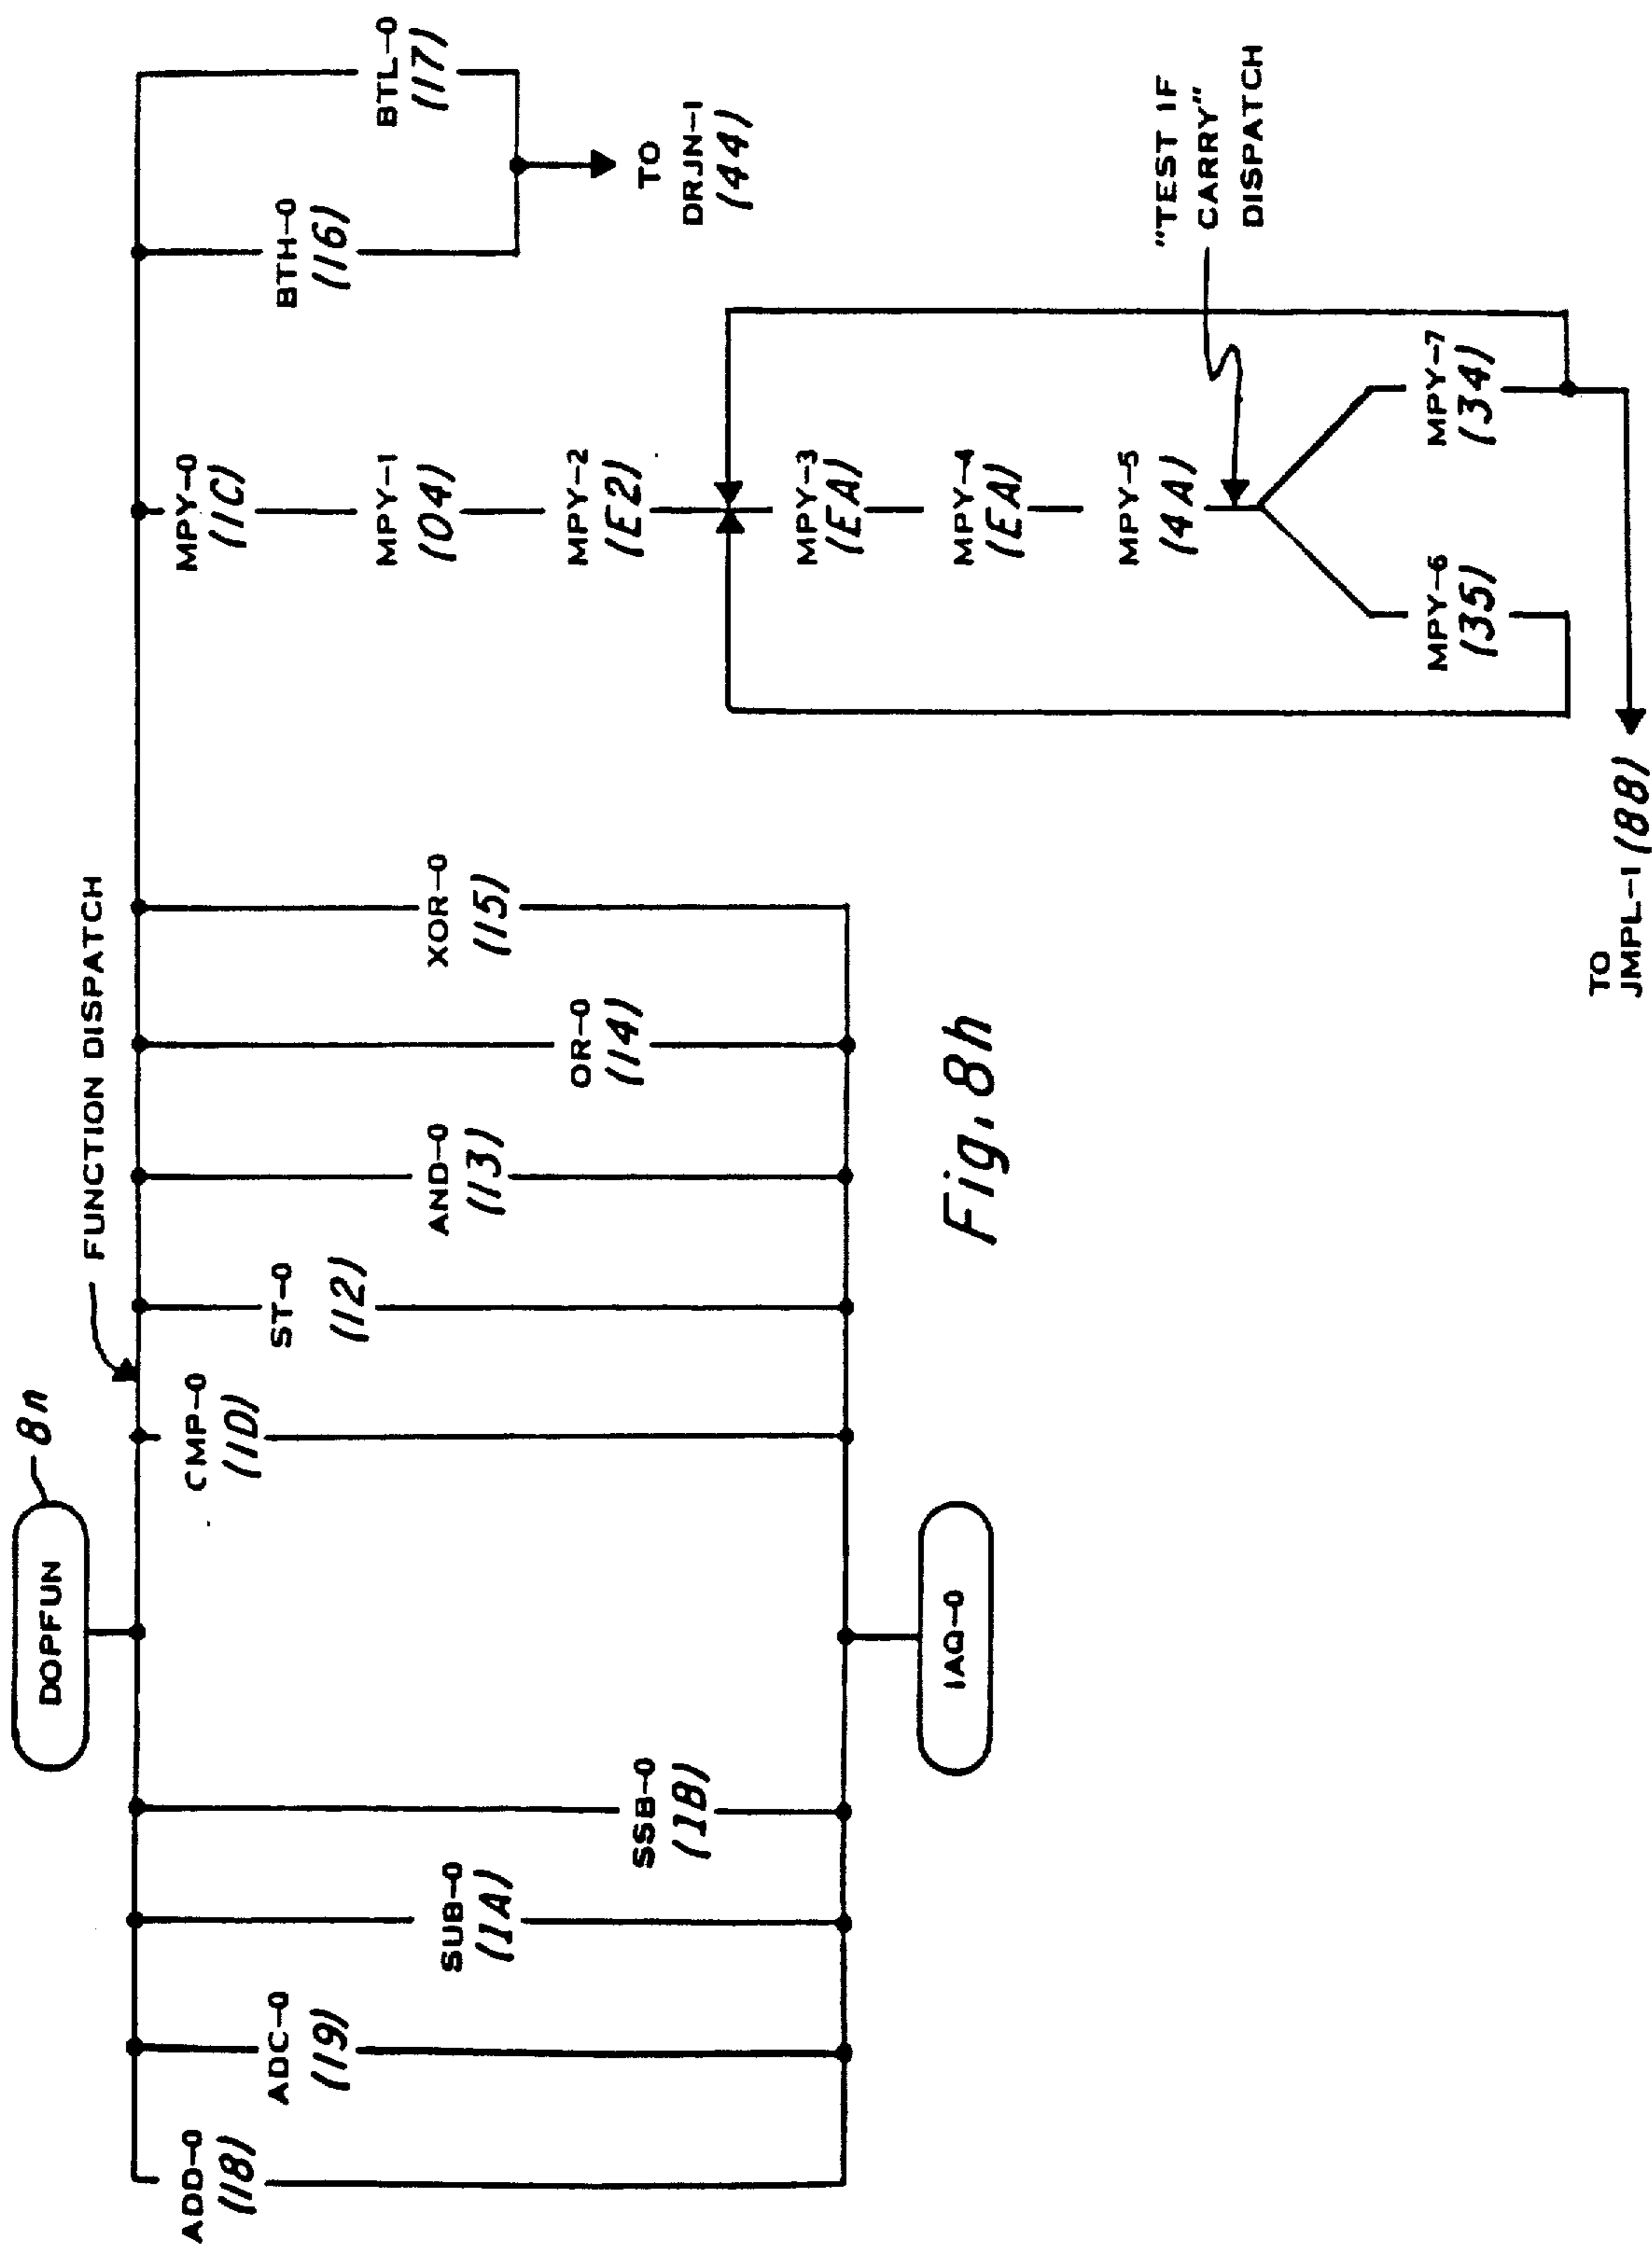 DOPFUN
8n
FUNCTION DISPATCH
ADD-0
(18)
ADC-0
(19)
SUB-0
(1A)
SSB-0
(1B)
CMP-0
(1D)
ST-0
(12)
AND-0
(13)
OR-0
(14)
XOR-0
(15)
MPY-0
(1C)
MPY-1
(04)
MPY-2
(E2)
MPY-3
(EA)
MPY-4
(EA)
MPY-5
(4A)
"TEST IF
CARRY"
DISPATCH
MPY-6
(35)
MPY-7
(34)
BTH-0
(16)
BTL-0
(17)
TO
DRJN-1
(44)
TO
JMPL-1 (88)
IAQ-0
Fig. 8h